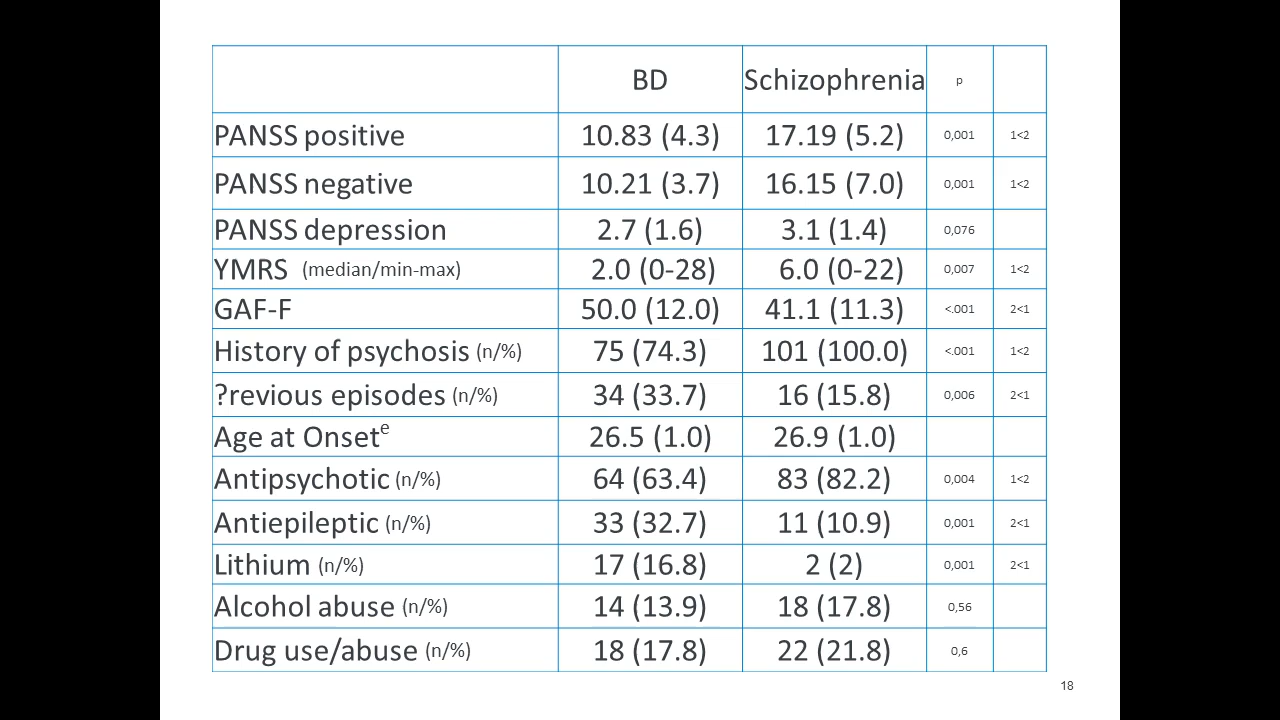 BD Schizophrenia p
PANSS positive 10.83 (4.3) 17.19 (5.2) 0,001 1<2
PANSS negative 10.21 (3.7) 16.15 (7.0) 0,001 1<2
PANSS depression 2.7 (1.6) 3.1 (1.4) 0,076
YMRS (median/min-max) 2.0 (0-28) 6.0 (0-22) 0,007 1<2
GAF-F 50.0 (12.0) 41.1 (11.3) <.001 2<1
History of psychosis (n/%) 75 (74.3) 101 (100.0) <.001 1<2
?revious episodes (n/%) 34 (33.7) 16 (15.8) 0,006 2<1
Age at Onsetᵉ 26.5 (1.0) 26.9 (1.0)
Antipsychotic (n/%) 64 (63.4) 83 (82.2) 0,004 1<2
Antiepileptic (n/%) 33 (32.7) 11 (10.9) 0,001 2<1
Lithium (n/%) 17 (16.8) 2 (2) 0,001 2<1
Alcohol abuse (n/%) 14 (13.9) 18 (17.8) 0,56
Drug use/abuse (n/%) 18 (17.8) 22 (21.8) 0,6
18